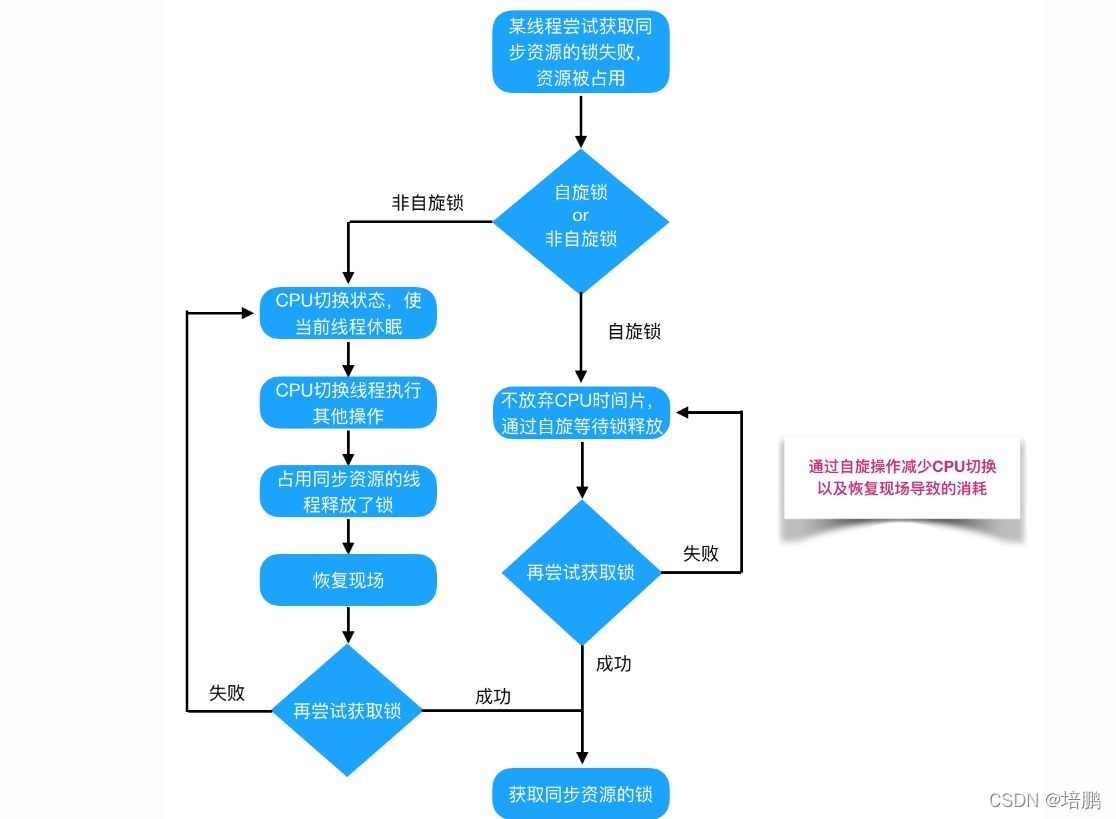 某线程尝试获取同
步资源的锁失败，
资源被占用
自旋锁
or
非自旋锁
非自旋锁
自旋锁
CPU切换状态，使
当前线程休眠
CPU切换线程执行
其他操作
占用同步资源的线
程释放了锁
恢复现场
再尝试获取锁
失败
成功
不放弃CPU时间片，
通过自旋等待锁释放
再尝试获取锁
失败
成功
获取同步资源的锁
通过自旋操作减少CPU切换
以及恢复现场导致的消耗
CSDN @培鹏